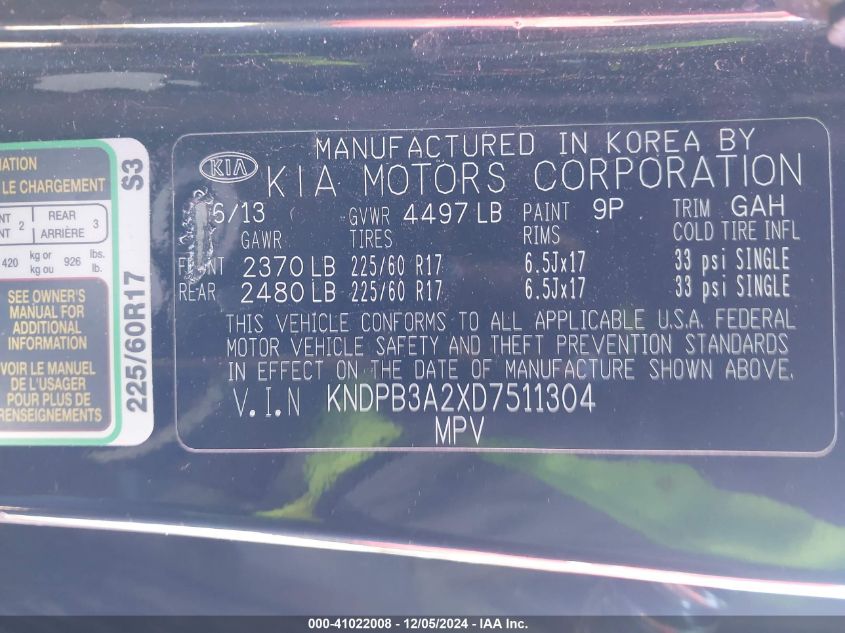 MATION
LE CHARGEMENT
2 REAR 3
ARRIÈRE
420 kg or 926 lbs.
kg ou lb.
SEE OWNER'S
MANUAL FOR
ADDITIONAL
INFORMATION
VOIR LE MANUEL
DE L'USAGER
POUR PLUS DE
RENSEIGNEMENTS
225/60R17 S3
MANUFACTURED IN KOREA BY
KIA KIA MOTORS CORPORATION
/13 GVWR 4497 LB PAINT 9P TRIM GAH
GAWR TIRES RIMS COLD TIRE INFL
FRONT 2370 LB 225/60 R17 6.5Jx17 33 psi SINGLE
REAR 2480 LB 225/60 R17 6.5Jx17 33 psi SINGLE
THIS VEHICLE CONFORMS TO ALL APPLICABLE U.S.A. FEDERAL
MOTOR VEHICLE SAFETY AND THEFT PREVENTION STANDARDS
IN EFFECT ON THE DATE OF MANUFACTURE SHOWN ABOVE.
V.I.N KNDPB3A2XD7511304
MPV
000-41022008 - 12/05/2024 - IAA Inc.